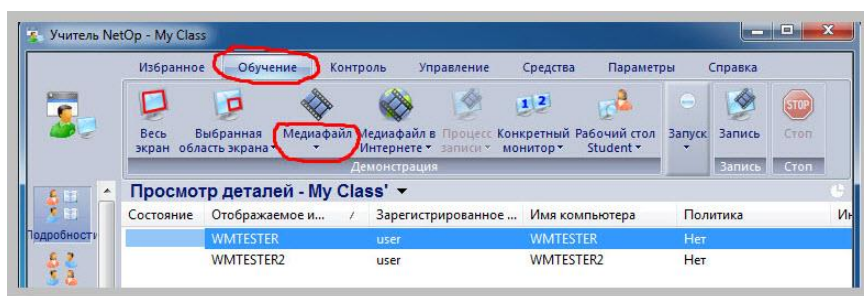 Учитель NetOp - My Class
Избранное Обучение Контроль Управление Средства Параметры Справка
Весь экран
Выбранная область экрана
Медиафайл
Медиафайл в Интернете
Процесс записи
Конкретный монитор
Рабочий стол Student
Запуск
Запись
Стоп
Демонстрация Запись Стоп
Просмотр деталей - My Class'
Состояние Отображаемое и... / Зарегистрированное ... Имя компьютера Политика Ин
Подробности
WMTESTER user WMTESTER Нет
WMTESTER2 user WMTESTER2 Нет